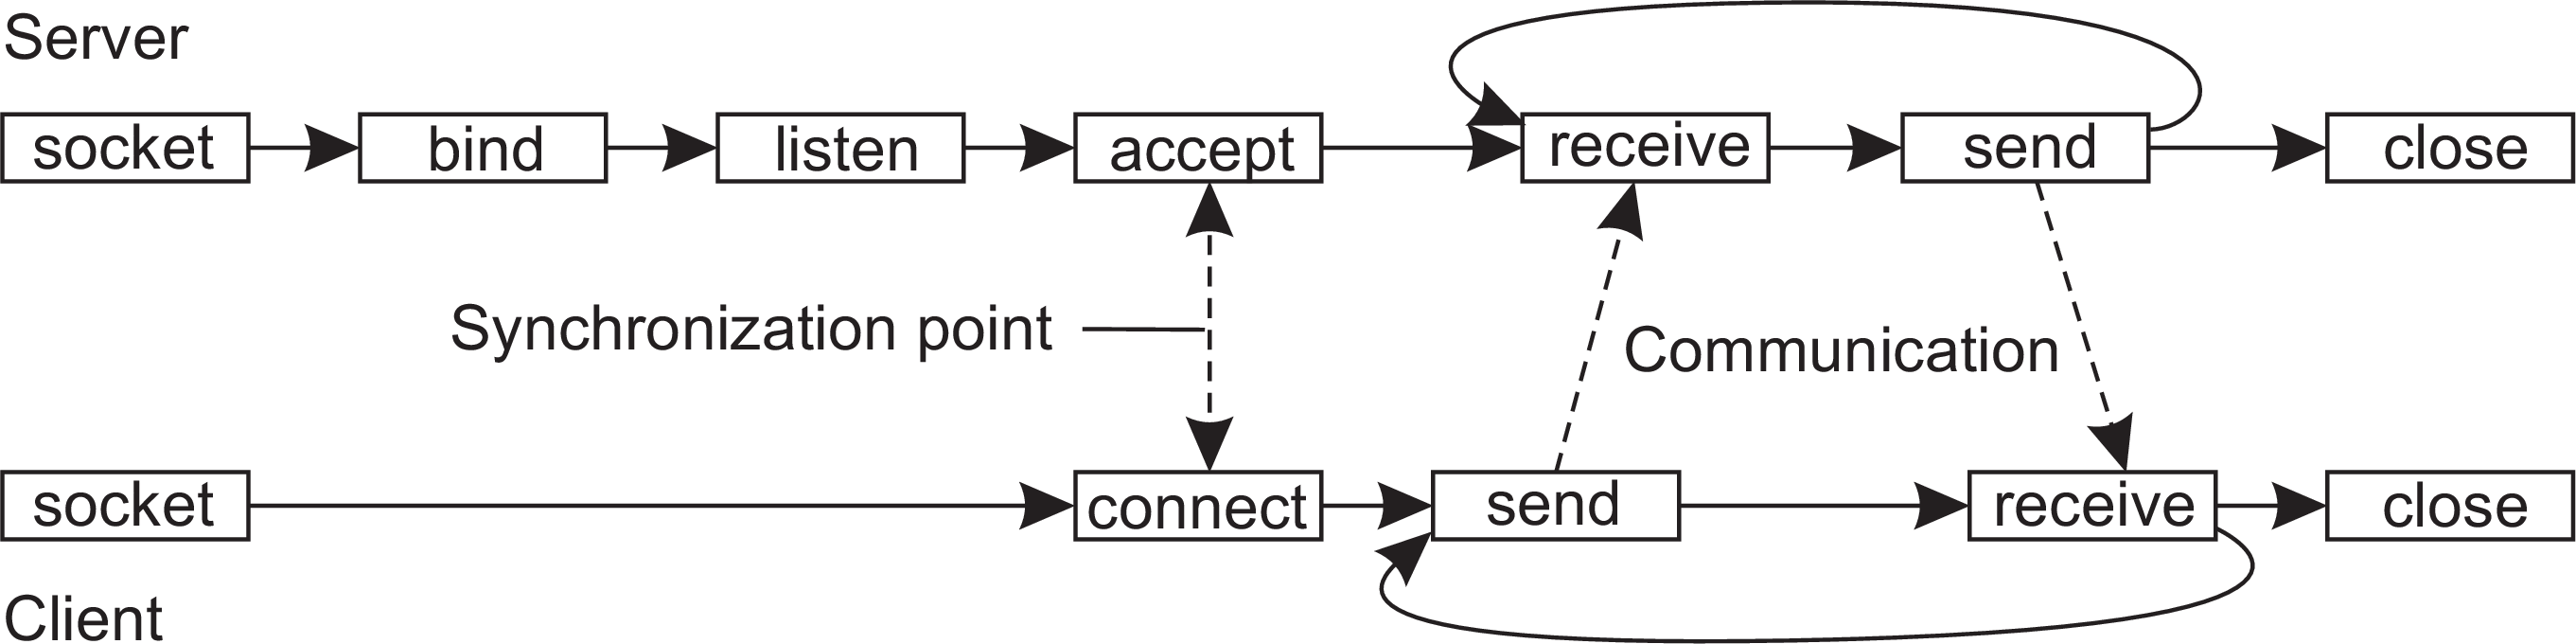 Server
socket bind listen accept receive send close
Synchronization point
Communication
socket connect send receive close
Client